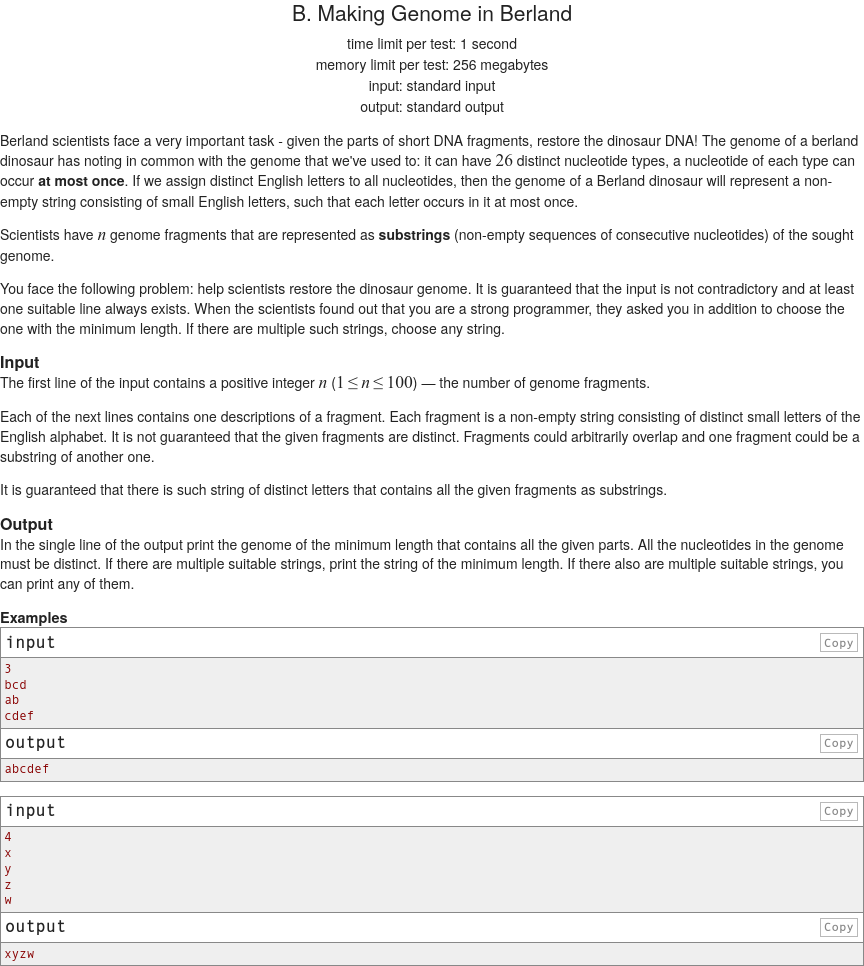 B. Making Genome in Berland
time limit per test: 1 second
memory limit per test: 256 megabytes
input: standard input
output: standard output
Berland scientists face a very important task - given the parts of short DNA fragments, restore the dinosaur DNA! The genome of a berland
dinosaur has noting in common with the genome that we've used to: it can have 26 distinct nucleotide types, a nucleotide of each type can
occur at most once. If we assign distinct English letters to all nucleotides, then the genome of a Berland dinosaur will represent a non-
empty string consisting of small English letters, such that each letter occurs in it at most once.
Scientists have n genome fragments that are represented as substrings (non-empty sequences of consecutive nucleotides) of the sought
genome.
You face the following problem: help scientists restore the dinosaur genome. It is guaranteed that the input is not contradictory and at least
one suitable line always exists. When the scientists found out that you are a strong programmer, they asked you in addition to choose the
one with the minimum length. If there are multiple such strings, choose any string.
Input
The first line of the input contains a positive integer n (1 ≤ n ≤ 100) — the number of genome fragments.
Each of the next lines contains one descriptions of a fragment. Each fragment is a non-empty string consisting of distinct small letters of the
English alphabet. It is not guaranteed that the given fragments are distinct. Fragments could arbitrarily overlap and one fragment could be a
substring of another one.
It is guaranteed that there is such string of distinct letters that contains all the given fragments as substrings.
Output
In the single line of the output print the genome of the minimum length that contains all the given parts. All the nucleotides in the genome
must be distinct. If there are multiple suitable strings, print the string of the minimum length. If there also are multiple suitable strings, you
can print any of them.
Examples
input Copy
3
bcd
ab
cdef
output Copy
abcdef
input Copy
4
x
y
z
w
output Copy
xyzw